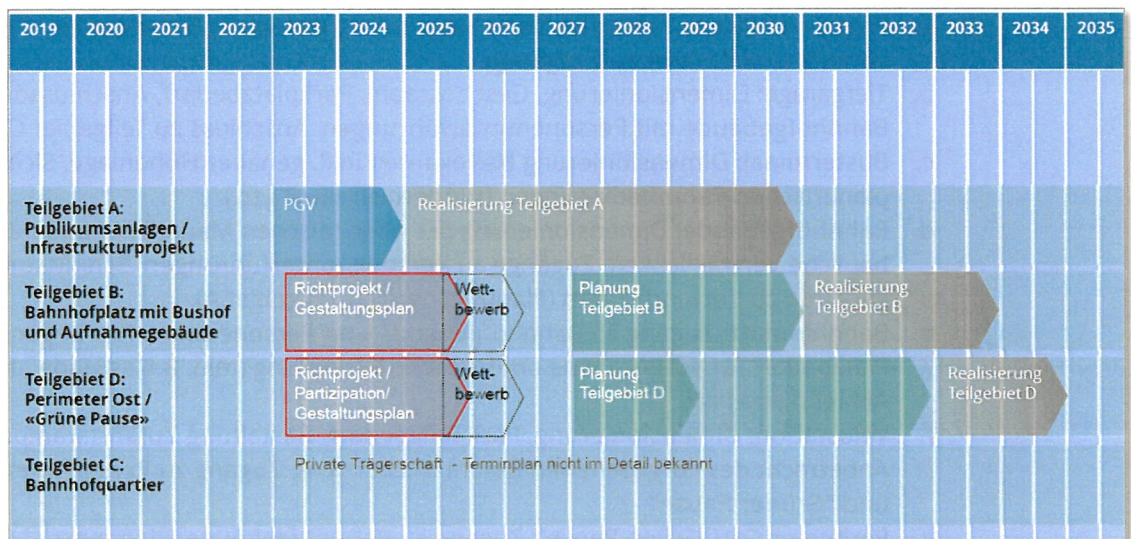 2019 2020 2021 2022 2023 2024 2025 2026 2027 2028 2029 2030 2031 2032 2033 2034 2035
Teilgebiet A:
Publikumsanlagen /
Infrastrukturprojekt
PGV
Realisierung Teilgebiet A
Teilgebiet B:
Bahnhofplatz mit Bushof
und Aufnahmegebäude
Richtprojekt /
Gestaltungsplan
Wett-
bewerb
Planung
Teilgebiet B
Realisierung
Teilgebiet B
Teilgebiet D:
Perimeter Ost /
«Grüne Pause»
Richtprojekt /
Partizipation/
Gestaltungsplan
Wett-
bewerb
Planung
Teilgebiet D
Realisierung
Teilgebiet D
Teilgebiet C:
Bahnhofquartier
Private Trägerschaft - Terminplan nicht im Detail bekannt